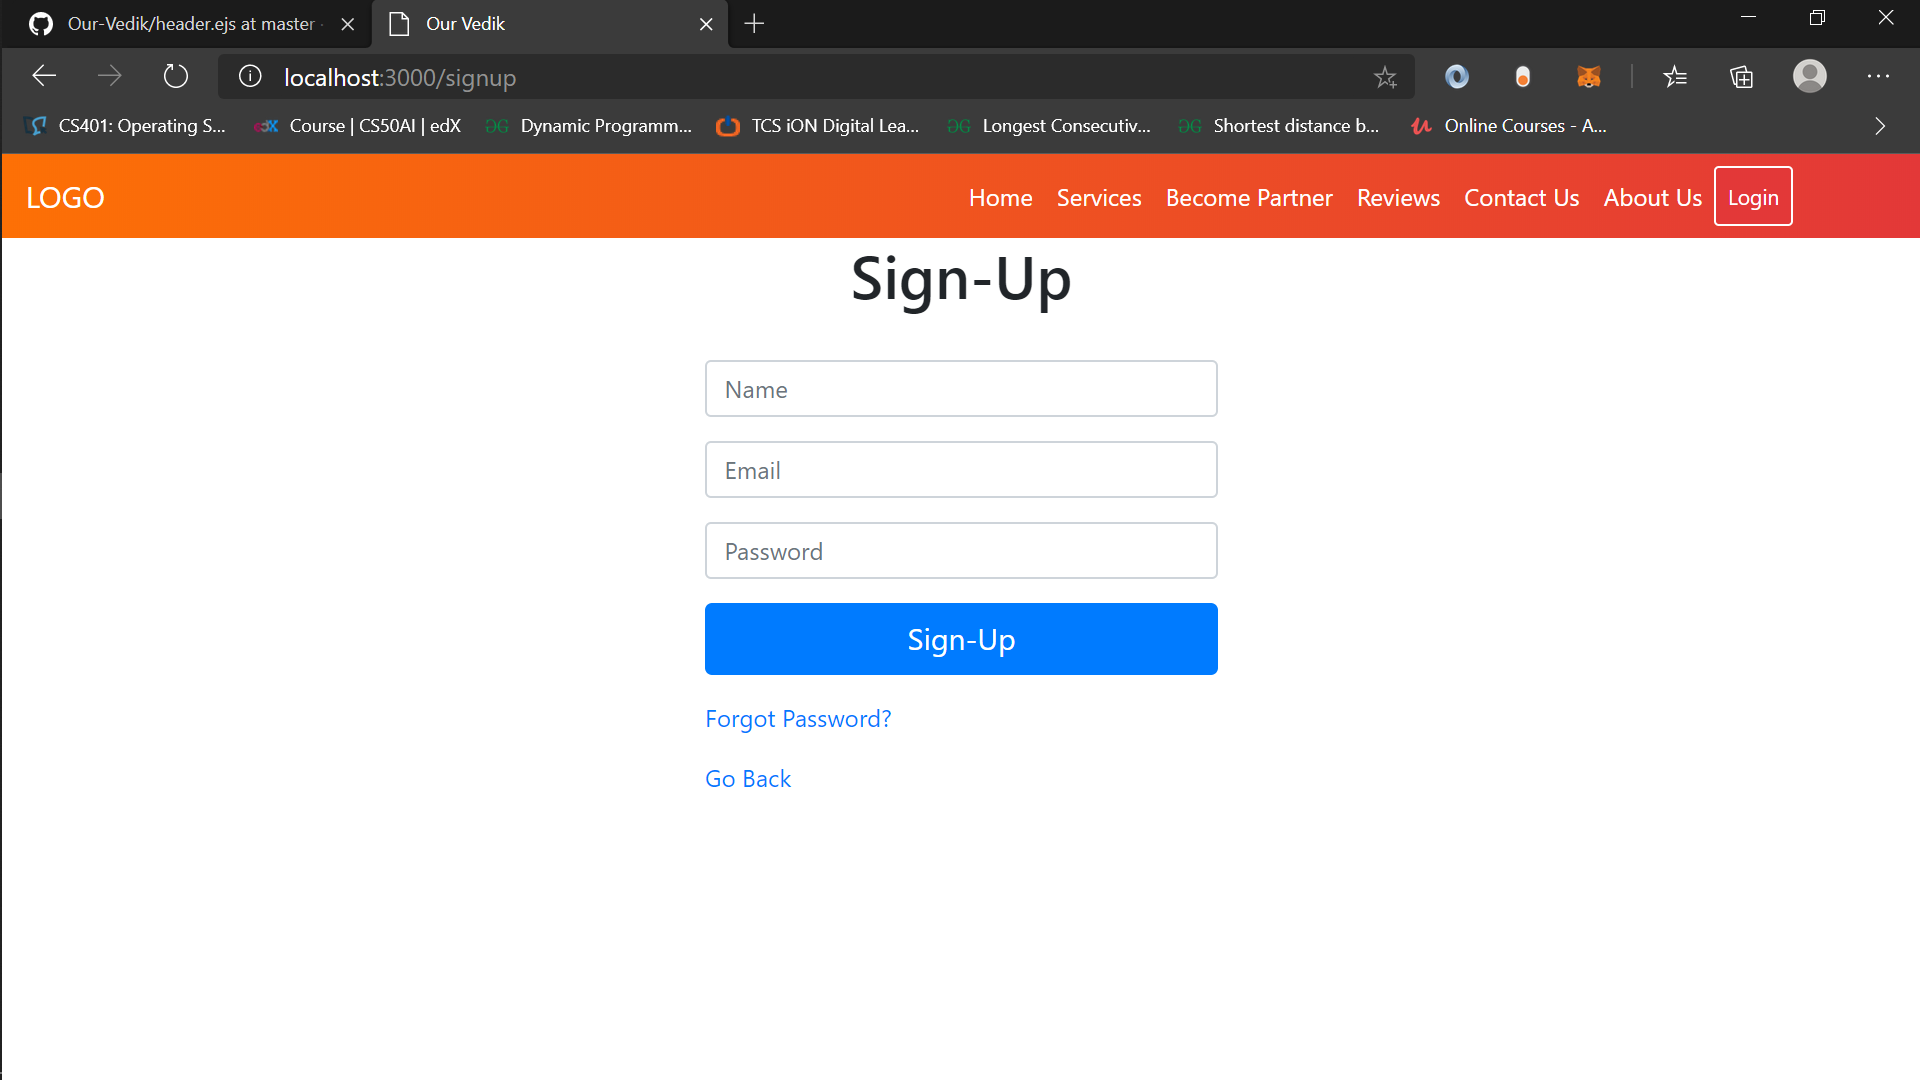 Our-Vedik/header.ejs at master
Our Vedik
localhost:3000/signup
CS401: Operating S...
Course | CS50AI | edX
Dynamic Programm...
TCS iON Digital Lea...
Longest Consecutiv...
Shortest distance b...
Online Courses - A...
LOGO
Home
Services
Become Partner
Reviews
Contact Us
About Us
Login
Sign-Up
Name
Email
Password
Sign-Up
Forgot Password?
Go Back